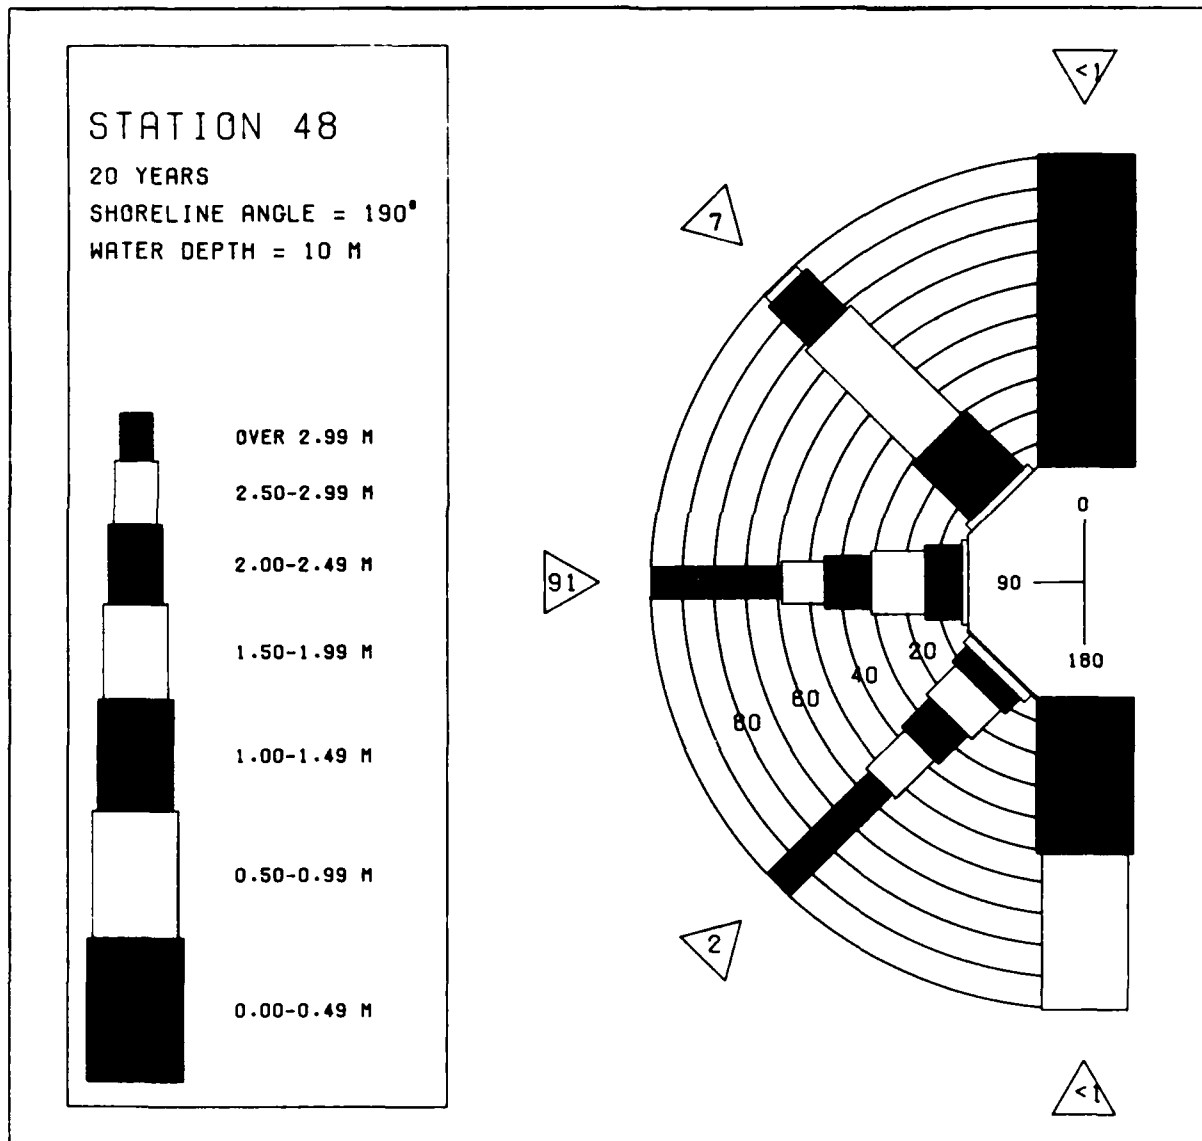 STATION 48
20 YEARS
SHORELINE ANGLE = 190°
WATER DEPTH = 10 M
OVER 2.99 M
2.50-2.99 M
2.00-2.49 M
1.50-1.99 M
1.00-1.49 M
0.50-0.99 M
0.00-0.49 M
<1
7
91
2
<1
0
90
180
20
40
60
80